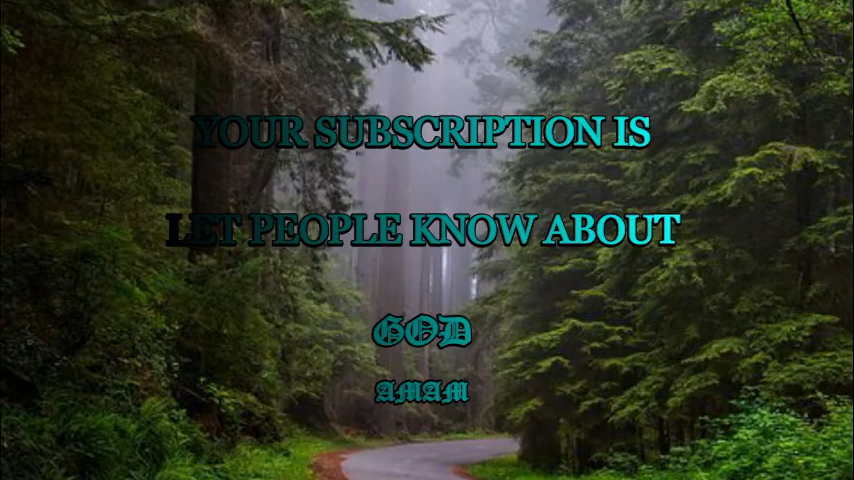 YOUR SUBSCRIPTION IS
LET PEOPLE KNOW ABOUT
GOD
AMAM